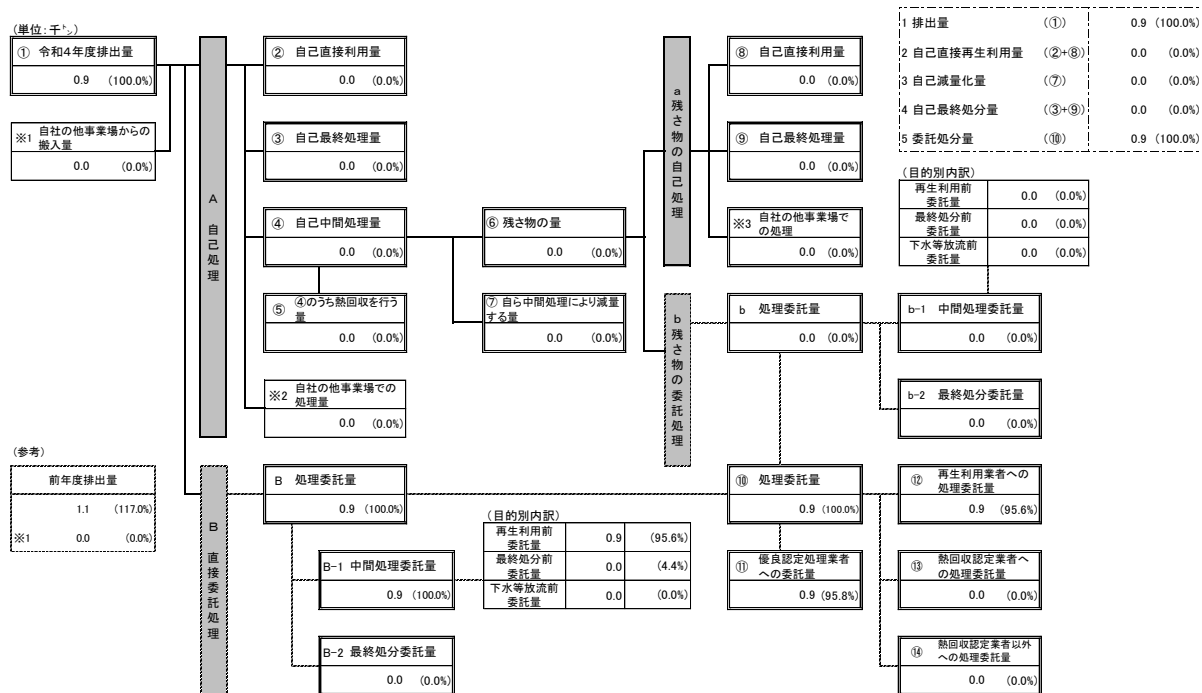 (単位:千㌧)
① 令和4年度排出量
0.9 (100.0%)
※1 自社の他事業場からの
搬入量
0.0 (0.0%)
A 自己処理
② 自己直接利用量
0.0 (0.0%)
③ 自己最終処理量
0.0 (0.0%)
④ 自己中間処理量
0.0 (0.0%)
⑤ ④のうち熱回収を行う
量
0.0 (0.0%)
※2 自社の他事業場での
処理量
0.0 (0.0%)
⑥ 残さ物の量
0.0 (0.0%)
⑦ 自ら中間処理により減量
する量
0.0 (0.0%)
a 残さ物の自己処理
⑧ 自己直接利用量
0.0 (0.0%)
⑨ 自己最終処理量
0.0 (0.0%)
※3 自社の他事業場で
の処理
0.0 (0.0%)
b 残さ物の委託処理
b 処理委託量
0.0 (0.0%)
1 排出量 (①) 0.9 (100.0%)
2 自己直接再生利用量 (②+⑧) 0.0 (0.0%)
3 自己減量化量 (⑦) 0.0 (0.0%)
4 自己最終処分量 (③+⑨) 0.0 (0.0%)
5 委託処分量 (⑩) 0.9 (100.0%)
(目的別内訳)
再生利用前
委託量 0.0 (0.0%)
最終処分前
委託量 0.0 (0.0%)
下水等放流前
委託量 0.0 (0.0%)
b-1 中間処理委託量
0.0 (0.0%)
b-2 最終処分委託量
0.0 (0.0%)
(参考)
前年度排出量
1.1 (117.0%)
※1 0.0 (0.0%)
B 直接委託処理
B 処理委託量
0.9 (100.0%)
B-1 中間処理委託量
0.9 (100.0%)
B-2 最終処分委託量
0.0 (0.0%)
(目的別内訳)
再生利用前
委託量 0.9 (95.6%)
最終処分前
委託量 0.0 (4.4%)
下水等放流前
委託量 0.0 (0.0%)
⑩ 処理委託量
0.9 (100.0%)
⑪ 優良認定処理業者
への委託量
0.9 (95.8%)
⑫ 再生利用業者への
処理委託量
0.9 (95.6%)
⑬ 熱回収認定業者へ
の処理委託量
0.0 (0.0%)
⑭ 熱回収認定業者以外
への処理委託量
0.0 (0.0%)